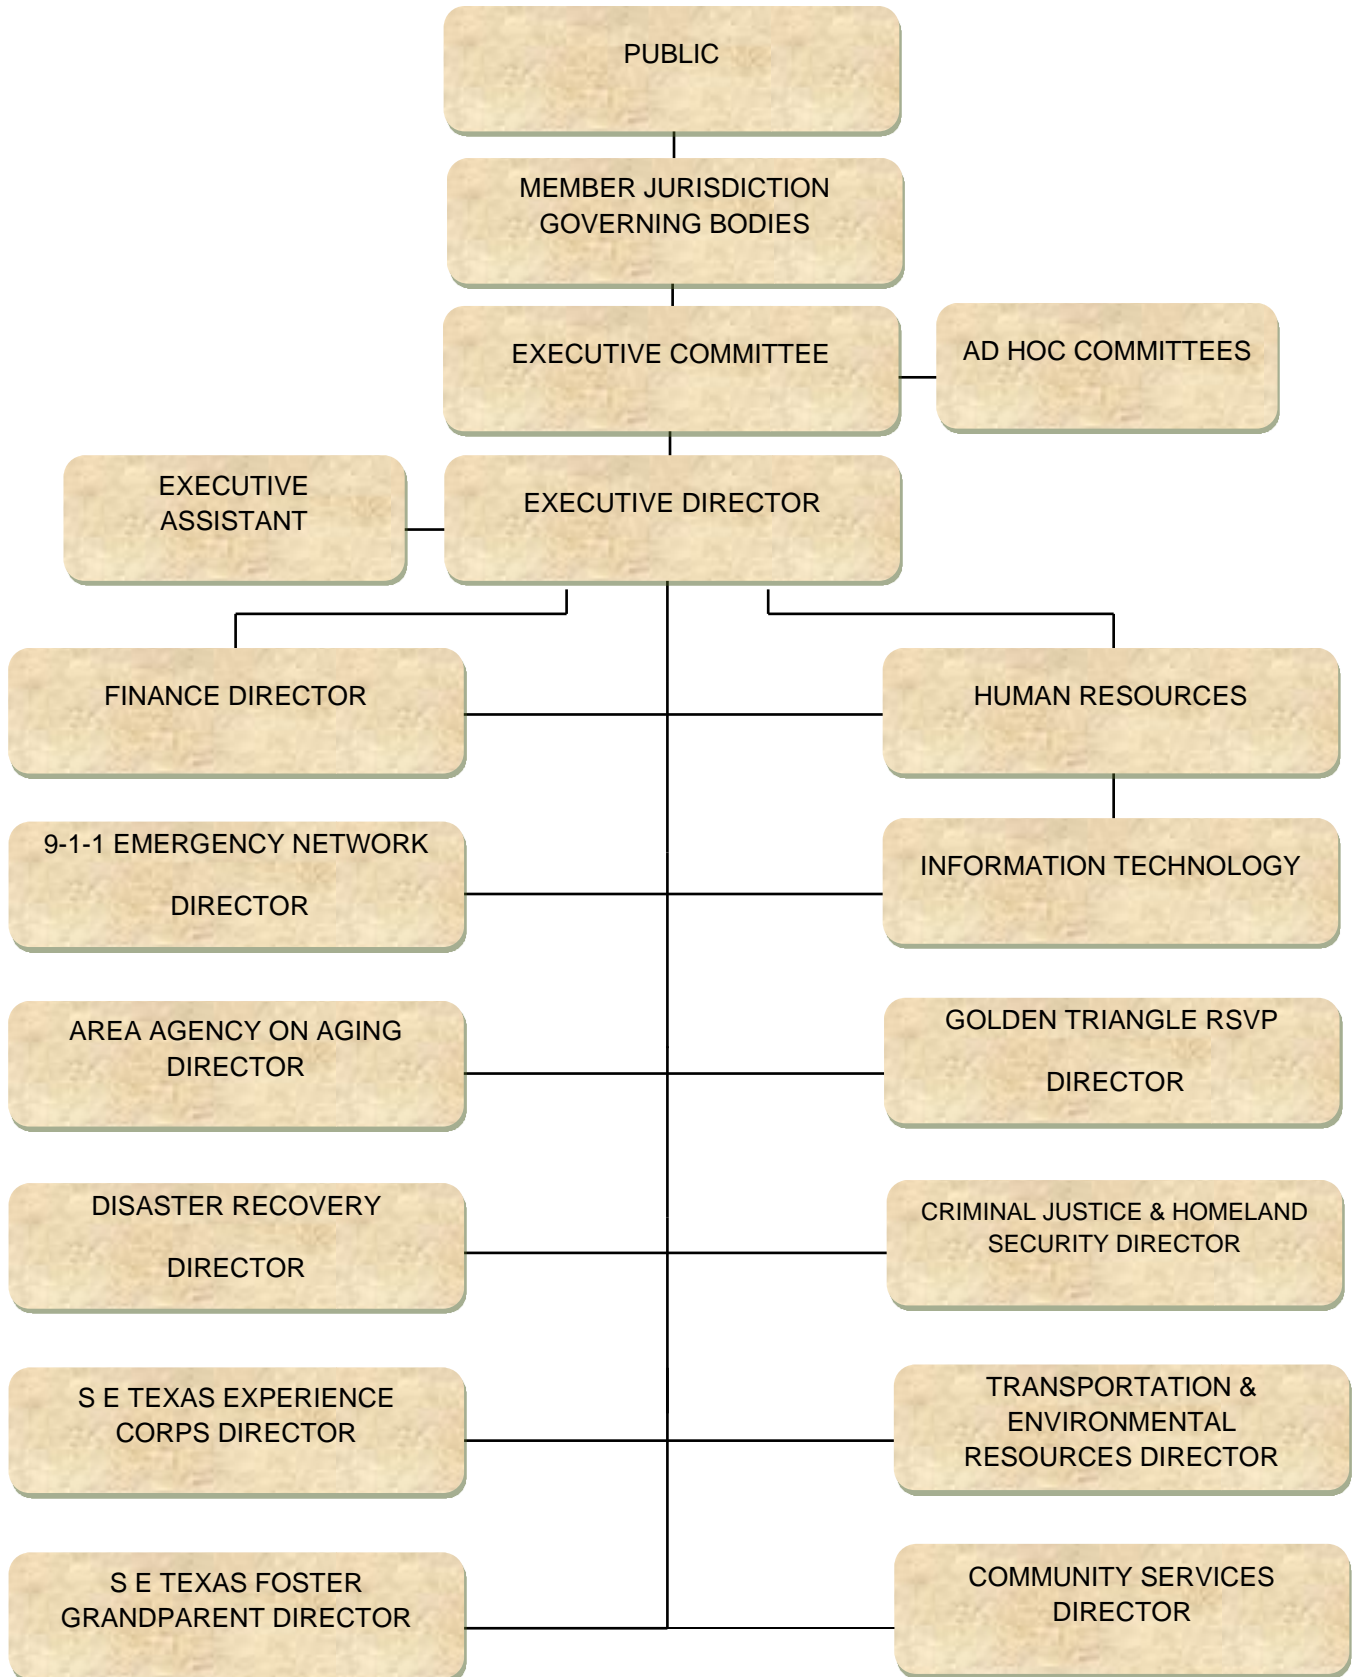 PUBLIC
MEMBER JURISDICTION
GOVERNING BODIES
EXECUTIVE COMMITTEE
AD HOC COMMITTEES
EXECUTIVE
ASSISTANT
EXECUTIVE DIRECTOR
FINANCE DIRECTOR
HUMAN RESOURCES
9-1-1 EMERGENCY NETWORK
DIRECTOR
INFORMATION TECHNOLOGY
AREA AGENCY ON AGING
DIRECTOR
GOLDEN TRIANGLE RSVP
DIRECTOR
DISASTER RECOVERY
DIRECTOR
CRIMINAL JUSTICE & HOMELAND
SECURITY DIRECTOR
S E TEXAS EXPERIENCE
CORPS DIRECTOR
TRANSPORTATION &
ENVIRONMENTAL
RESOURCES DIRECTOR
S E TEXAS FOSTER
GRANDPARENT DIRECTOR
COMMUNITY SERVICES
DIRECTOR